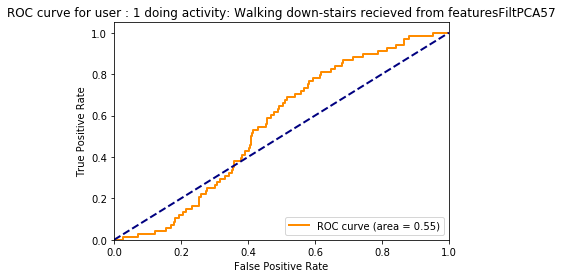 ROC curve for user : 1 doing activity: Walking down-stairs recieved from featuresFiltPCA57
1.0
0.8
0.6
0.4
0.2
0.0
True Positive Rate
ROC curve (area = 0.55)
0.0 0.2 0.4 0.6 0.8 1.0
False Positive Rate